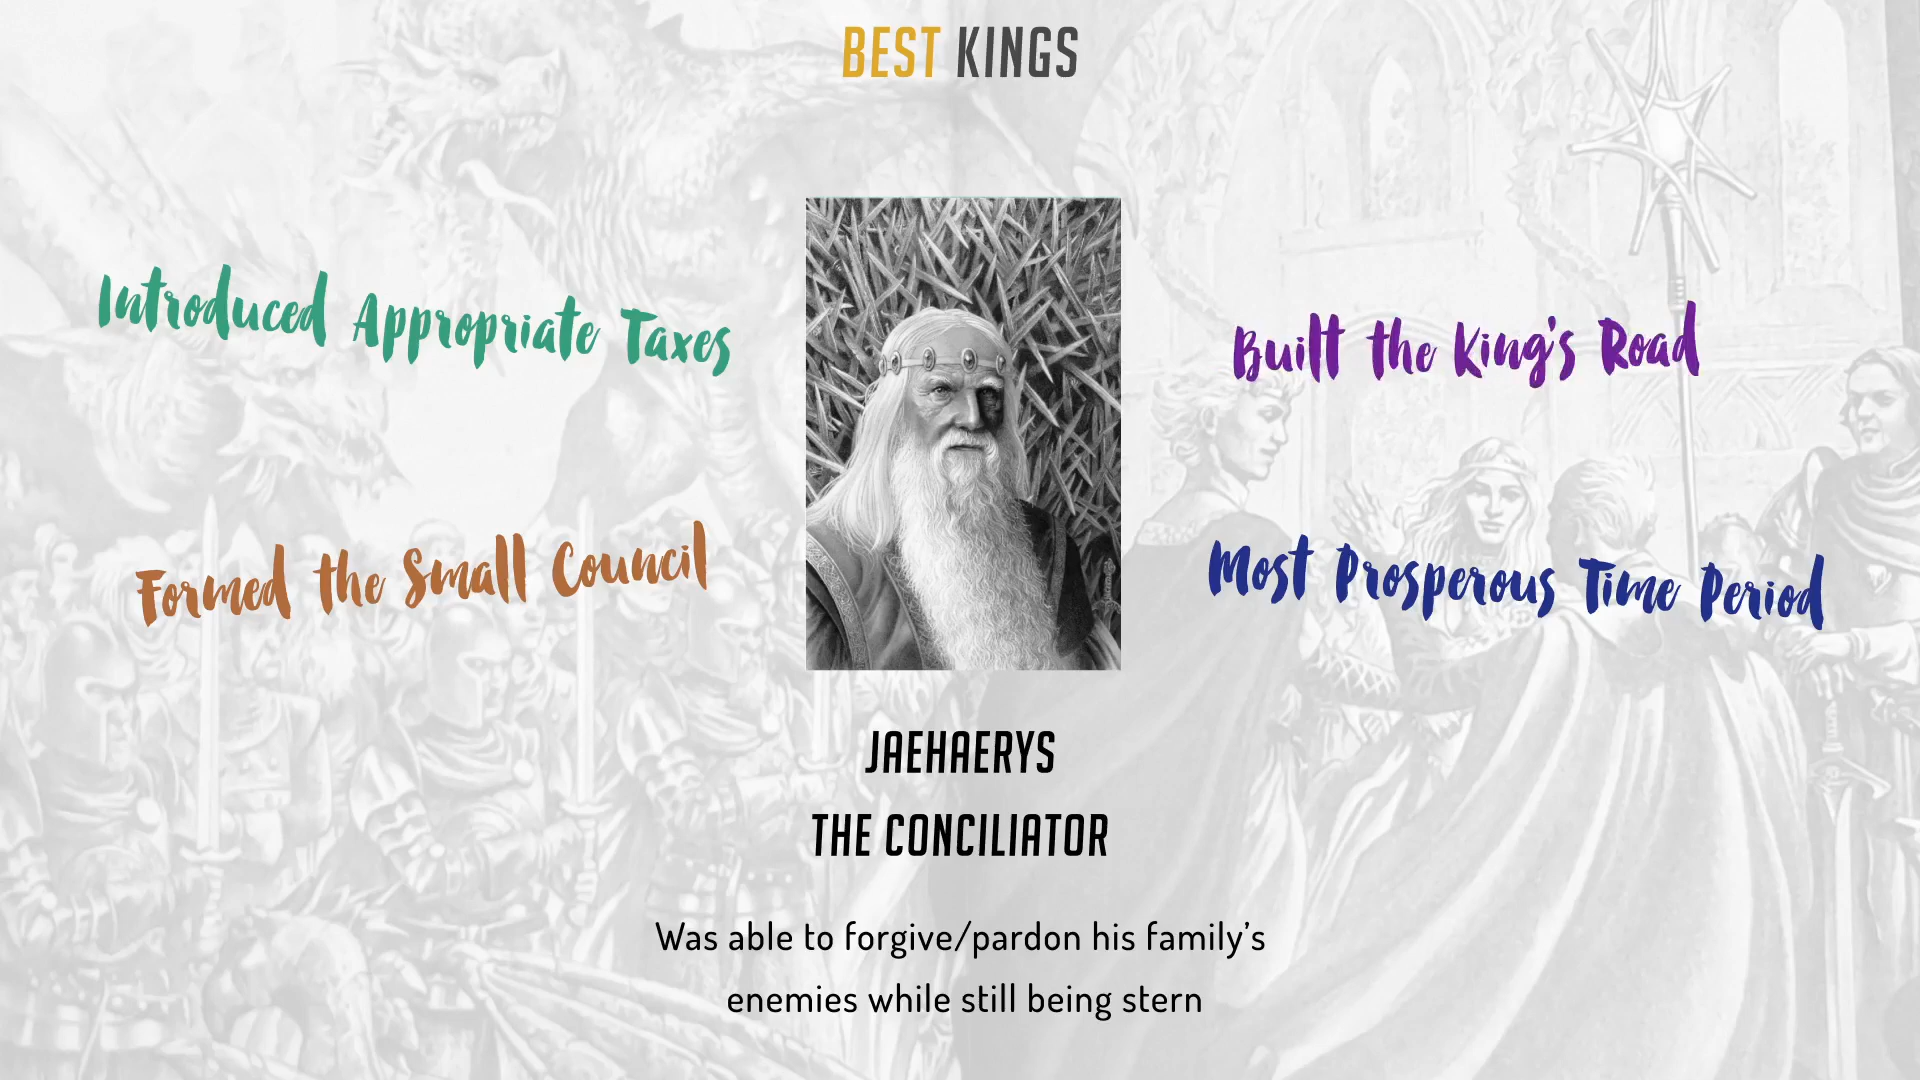 BEST KINGS
Introduced Appropriate Taxes
Built the King's Road
Formed the Small Council
Most Prosperous Time Period
JAEHAERYS
THE CONCILIATOR
Was able to forgive/pardon his family’s
enemies while still being stern